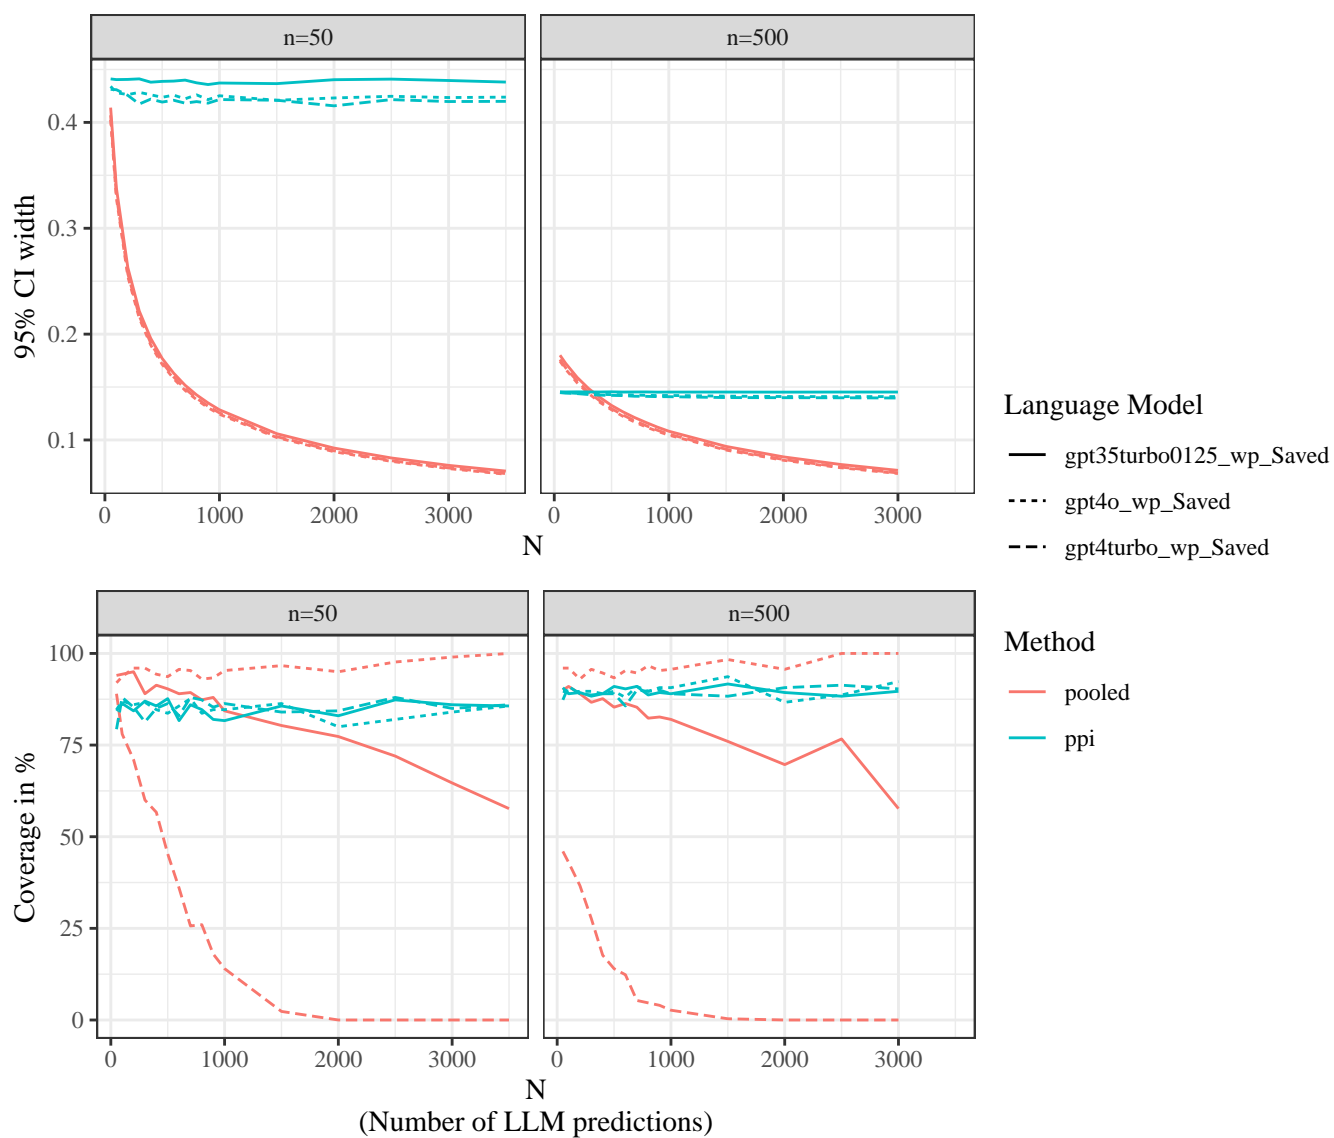 n=50
n=500
95% CI width
0.4
0.3
0.2
0.1
0
1000
2000
3000
0
1000
2000
3000
N
Language Model
gpt35turbo0125_wp_Saved
gpt4o_wp_Saved
gpt4turbo_wp_Saved
Method
pooled
ppi
n=50
n=500
Coverage in %
100
75
50
25
0
0
1000
2000
3000
0
1000
2000
3000
N
(Number of LLM predictions)